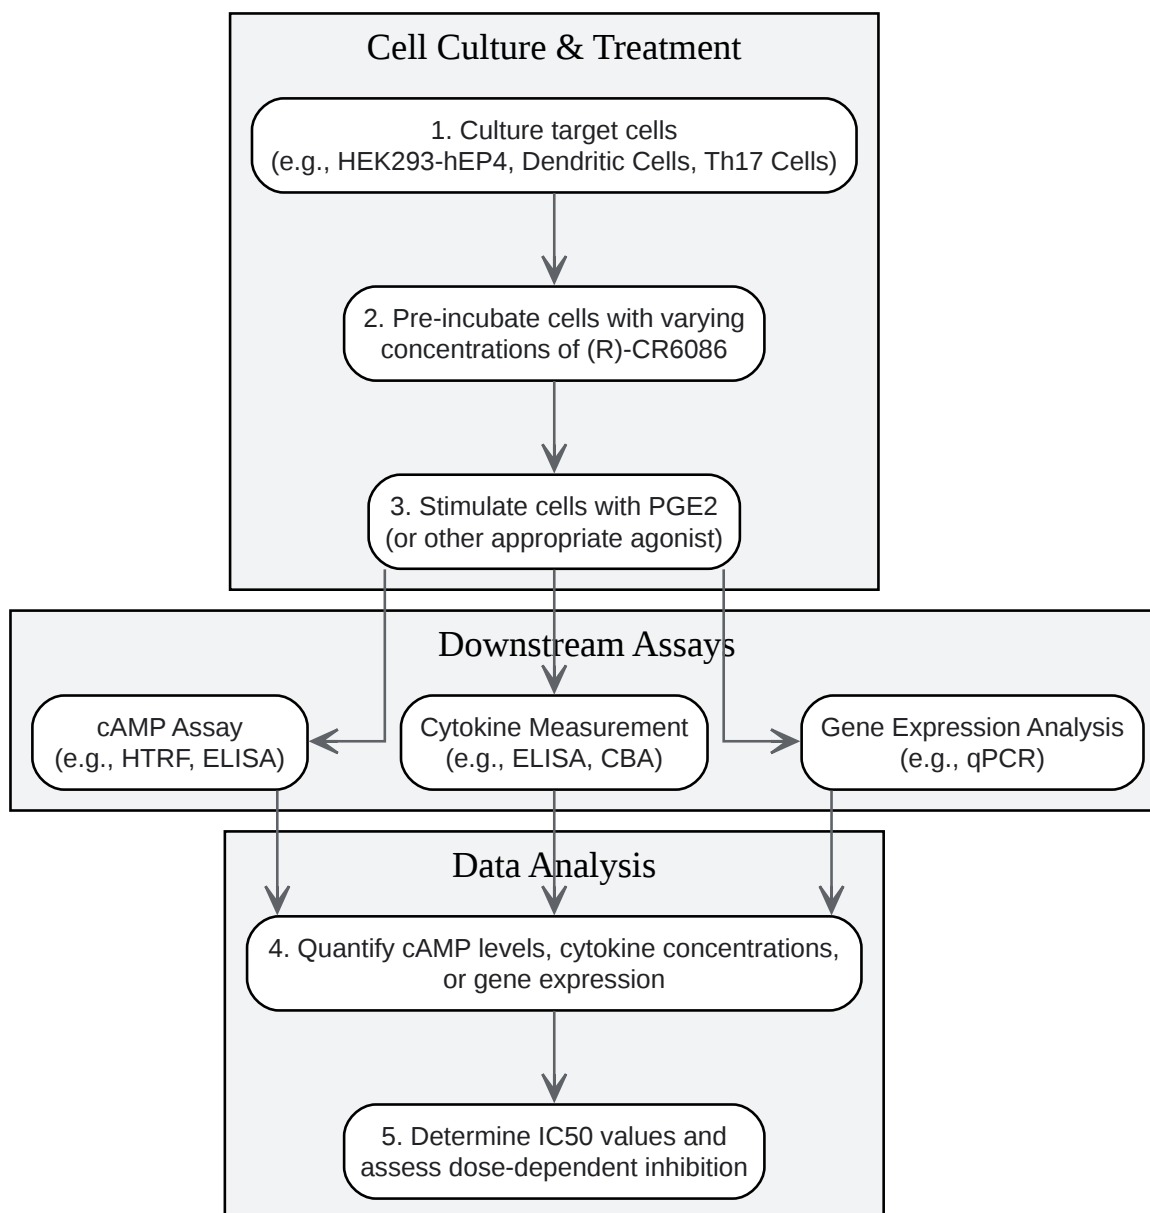 Cell Culture & Treatment
1. Culture target cells
(e.g., HEK293-hEP4, Dendritic Cells, Th17 Cells)
2. Pre-incubate cells with varying
concentrations of (R)-CR6086
3. Stimulate cells with PGE2
(or other appropriate agonist)
Downstream Assays
cAMP Assay
(e.g., HTRF, ELISA)
Cytokine Measurement
(e.g., ELISA, CBA)
Gene Expression Analysis
(e.g., qPCR)
Data Analysis
4. Quantify cAMP levels, cytokine concentrations,
or gene expression
5. Determine IC50 values and
assess dose-dependent inhibition